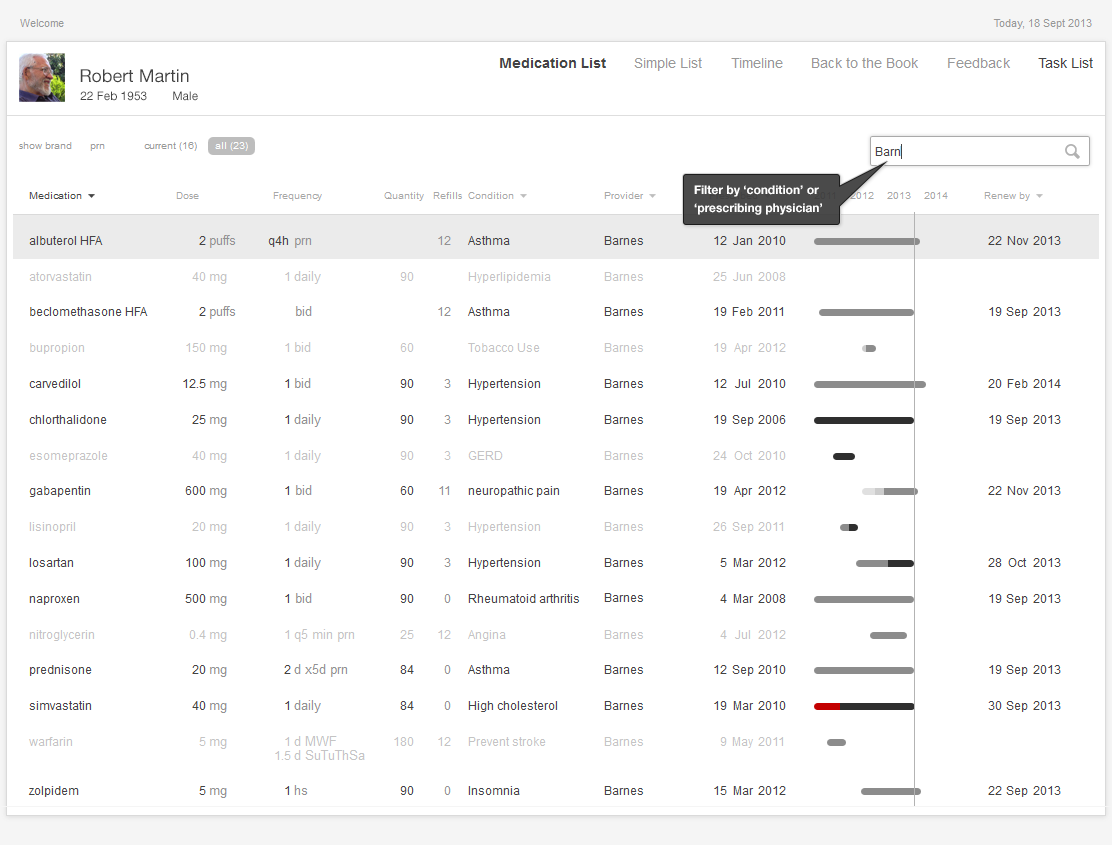 Welcome Today, 18 Sept 2013
Robert Martin Medication List Simple List Timeline Back to the Book Feedback Task List
22 Feb 1953 Male
show brand prn current (16) all (23)
Barn
Filter by ‘condition’ or
‘prescribing physician’
Medication Dose Frequency Quantity Refills Condition Provider 2012 2013 2014 Renew by
albuterol HFA 2 puffs q4h prn 12 Asthma Barnes 12 Jan 2010 22 Nov 2013
atorvastatin 40 mg 1 daily 90 Hyperlipidemia Barnes 25 Jun 2008
beclomethasone HFA 2 puffs bid 12 Asthma Barnes 19 Feb 2011 19 Sep 2013
bupropion 150 mg 1 bid 60 Tobacco Use Barnes 19 Apr 2012
carvedilol 12.5 mg 1 bid 90 3 Hypertension Barnes 12 Jul 2010 20 Feb 2014
chlorthalidone 25 mg 1 daily 90 3 Hypertension Barnes 19 Sep 2006 19 Sep 2013
esomeprazole 40 mg 1 daily 90 3 GERD Barnes 24 Oct 2010
gabapentin 600 mg 1 bid 60 11 neuropathic pain Barnes 19 Apr 2012 22 Nov 2013
lisinopril 20 mg 1 daily 90 3 Hypertension Barnes 26 Sep 2011
losartan 100 mg 1 daily 90 3 Hypertension Barnes 5 Mar 2012 28 Oct 2013
naproxen 500 mg 1 bid 90 0 Rheumatoid arthritis Barnes 4 Mar 2008 19 Sep 2013
nitroglycerin 0.4 mg 1 q5 min prn 25 12 Angina Barnes 4 Jul 2012
prednisone 20 mg 2 d x5d prn 84 0 Asthma Barnes 12 Sep 2010 19 Sep 2013
simvastatin 40 mg 1 daily 84 0 High cholesterol Barnes 19 Mar 2010 30 Sep 2013
warfarin 5 mg 1 d MWF 180 12 Prevent stroke Barnes 9 May 2011
1.5 d SuTuThSa
zolpidem 5 mg 1 hs 90 0 Insomnia Barnes 15 Mar 2012 22 Sep 2013